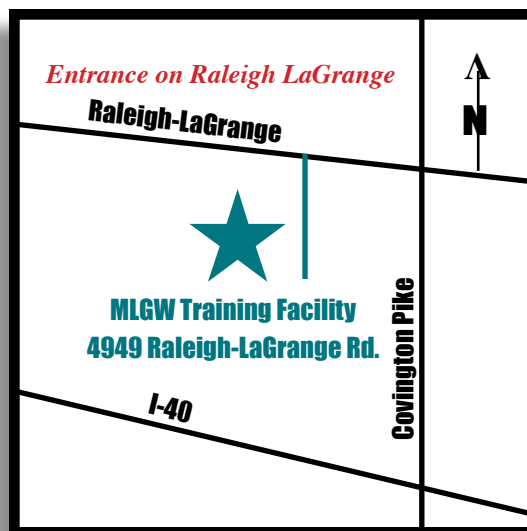 Entrance on Raleigh LaGrange
Raleigh-LaGrange
N
MLGW Training Facility
4949 Raleigh-LaGrange Rd.
Covington Pike
I-40